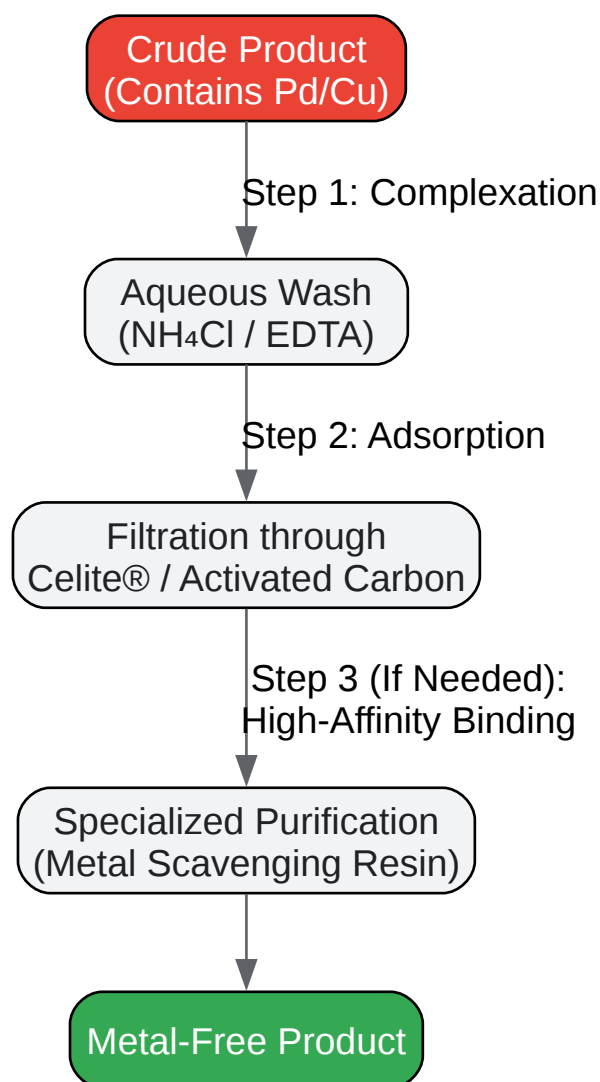 Crude Product
(Contains Pd/Cu)
Step 1: Complexation
Aqueous Wash
(NH₄Cl / EDTA)
Step 2: Adsorption
Filtration through
Celite® / Activated Carbon
Step 3 (If Needed):
High-Affinity Binding
Specialized Purification
(Metal Scavenging Resin)
Metal-Free Product